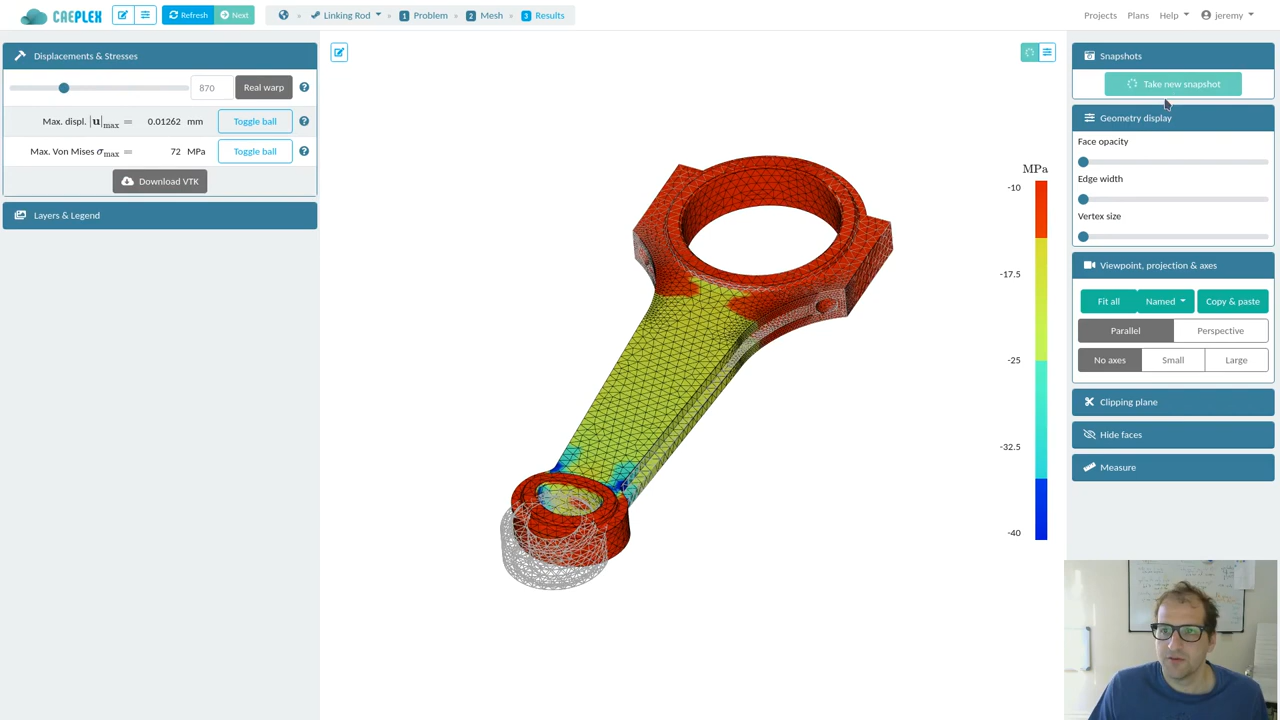 CAEPLEX
Refresh
Next
Linking Rod
1 Problem
2 Mesh
3 Results
Projects
Plans
Help
jeremy
Displacements & Stresses
870
Real warp
Max. displ. |u|max = 0.01262 mm
Toggle ball
Max. Von Mises σmax = 72 MPa
Toggle ball
Download VTK
Layers & Legend
MPa
-10
-17.5
-25
-32.5
-40
Snapshots
Take new snapshot
Geometry display
Face opacity
Edge width
Vertex size
Viewpoint, projection & axes
Fit all
Named
Copy & paste
Parallel
Perspective
No axes
Small
Large
Clipping plane
Hide faces
Measure